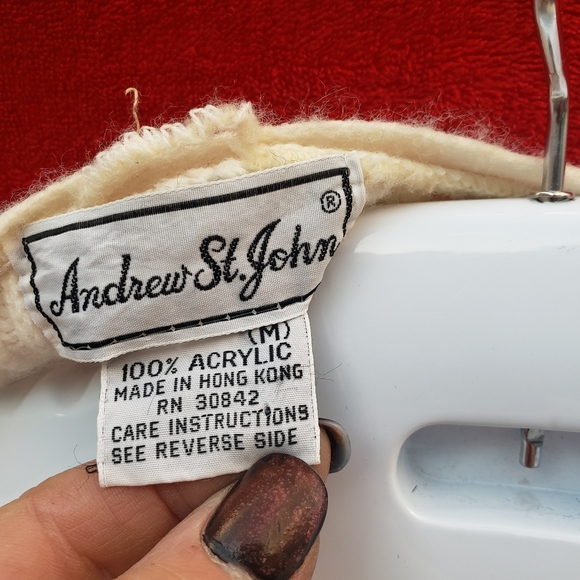 Andrew St. John ®
(M)
100% ACRYLIC
MADE IN HONG KONG
RN 30842
CARE INSTRUCTIONS
SEE REVERSE SIDE